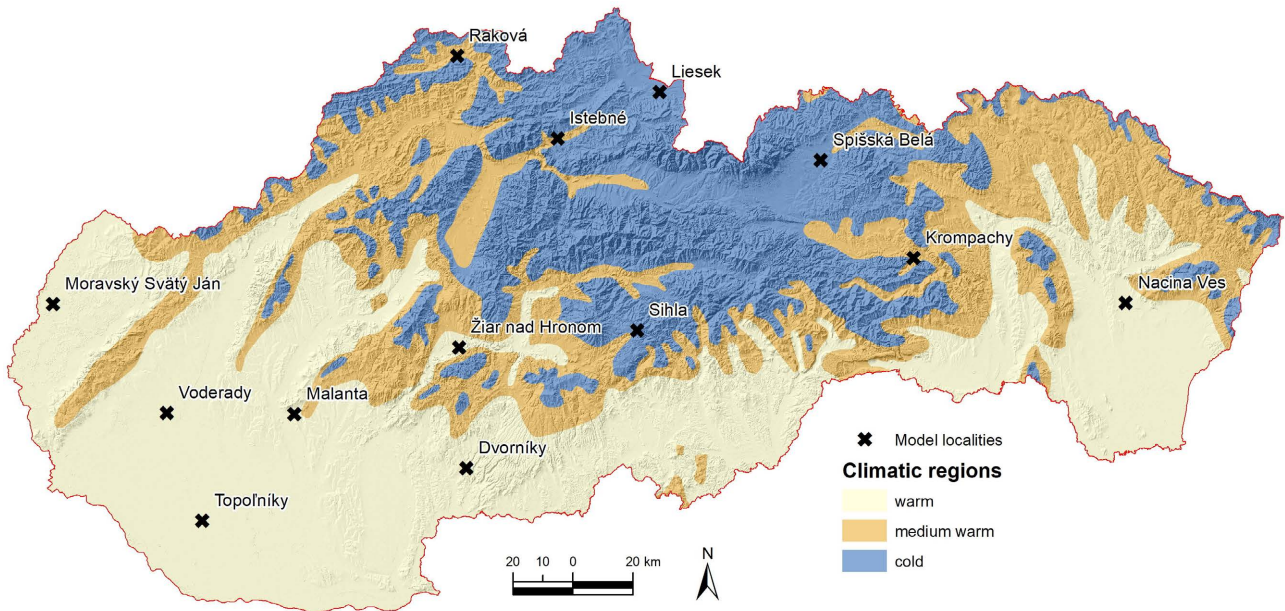 Raková
Liesek
Istebné
Spišská Belá
Krompachy
Moravský Svätý Ján
Nacina Ves
Sihla
Žiar nad Hronom
Voderady
Malanta
Dvorníky
Topoľníky
Model localities
Climatic regions
warm
medium warm
cold
20 10 0 20 km
N